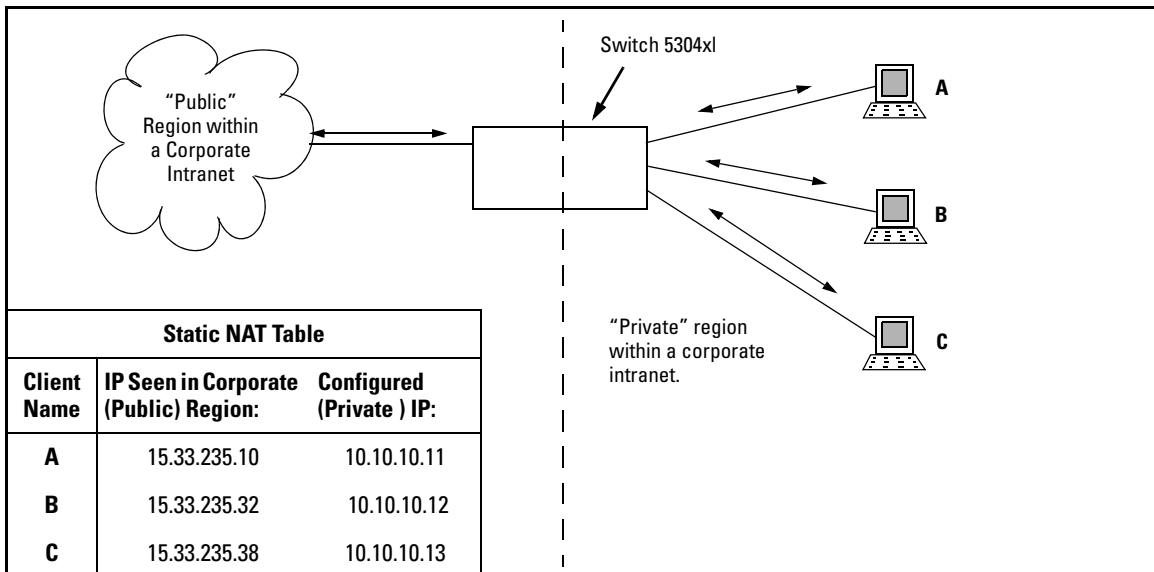 Switch 5304xl
“Public”
Region within
a Corporate
Intranet
A
B
C
“Private” region
within a corporate
intranet.
Static NAT Table
Client Name IP Seen in Corporate (Public) Region: Configured (Private ) IP:
A 15.33.235.10 10.10.10.11
B 15.33.235.32 10.10.10.12
C 15.33.235.38 10.10.10.13